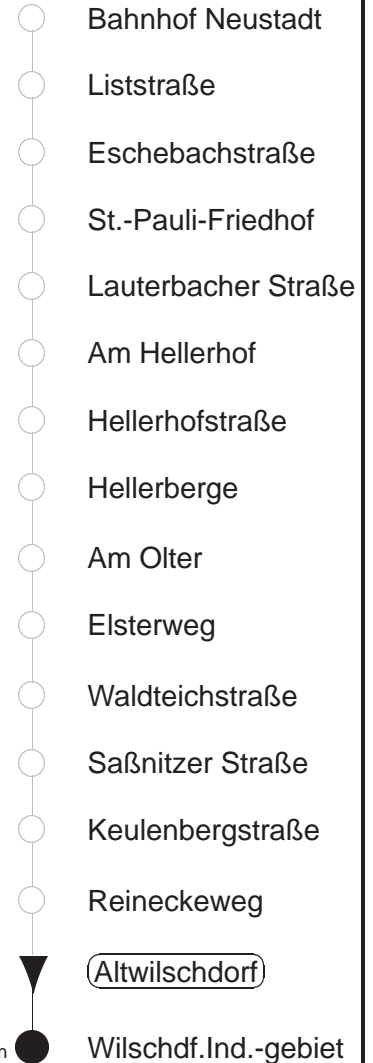 Bahnhof Neustadt
Liststraße
Eschebachstraße
St.-Pauli-Friedhof
Lauterbacher Straße
Am Hellerhof
Hellerhofstraße
Hellerberge
Am Olter
Elsterweg
Waldteichstraße
Saßnitzer Straße
Keulenbergstraße
Reineckeweg
Altwilschdorf
Wilschdf.Ind.-gebiet